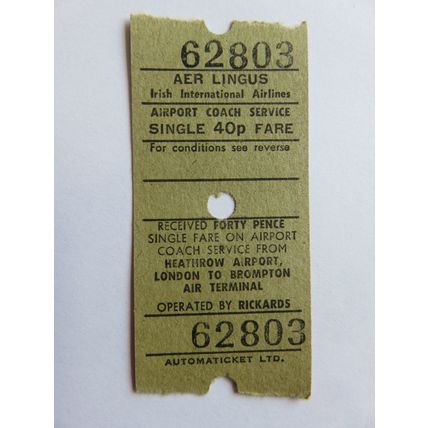 62803
AER LINGUS
Irish International Airlines
AIRPORT COACH SERVICE
SINGLE 40p FARE
For conditions see reverse
RECEIVED FORTY PENCE
SINGLE FARE ON AIRPORT
COACH SERVICE FROM
HEATHROW AIRPORT,
LONDON TO BROMPTON
AIR TERMINAL
OPERATED BY RICKARDS
62803
AUTOMATICKET LTD.